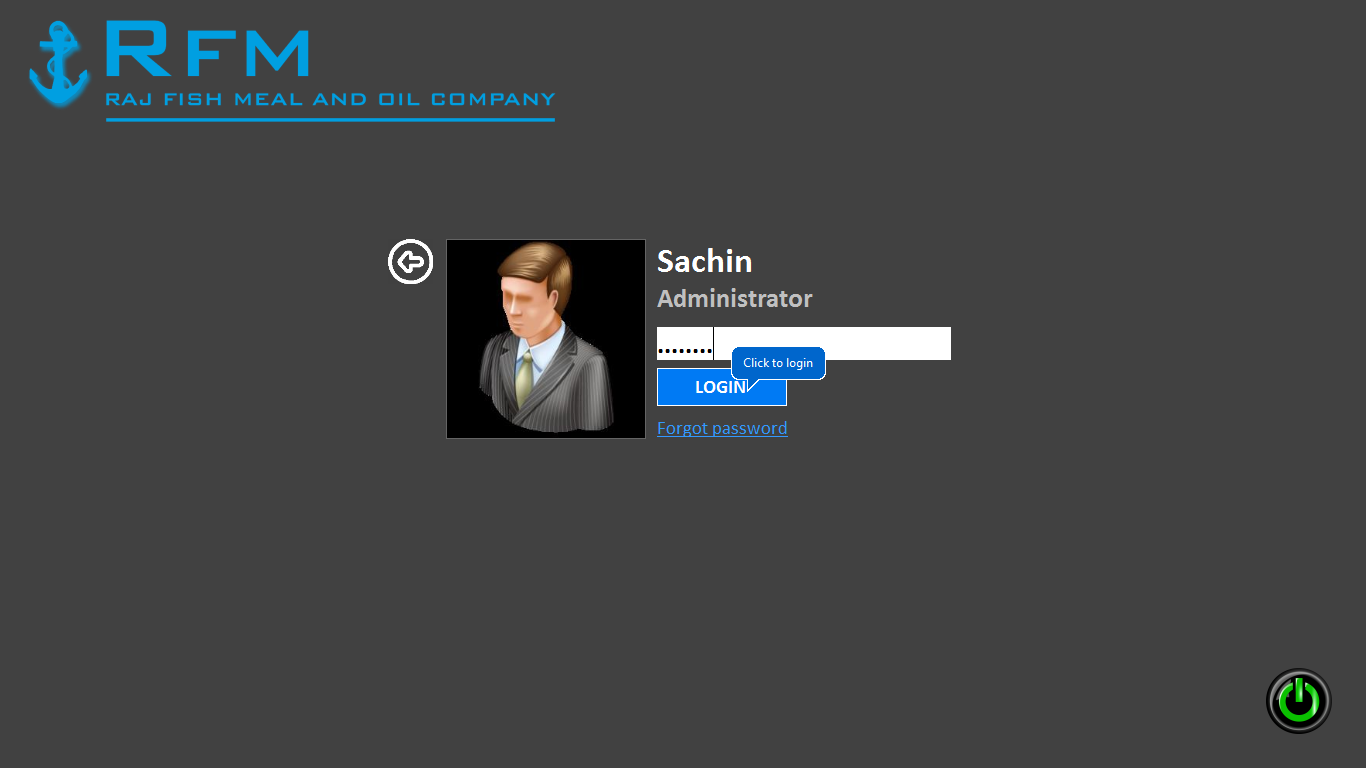 RFM
RAJ FISH MEAL AND OIL COMPANY
Sachin
Administrator
........
Click to login
LOGIN
Forgot password